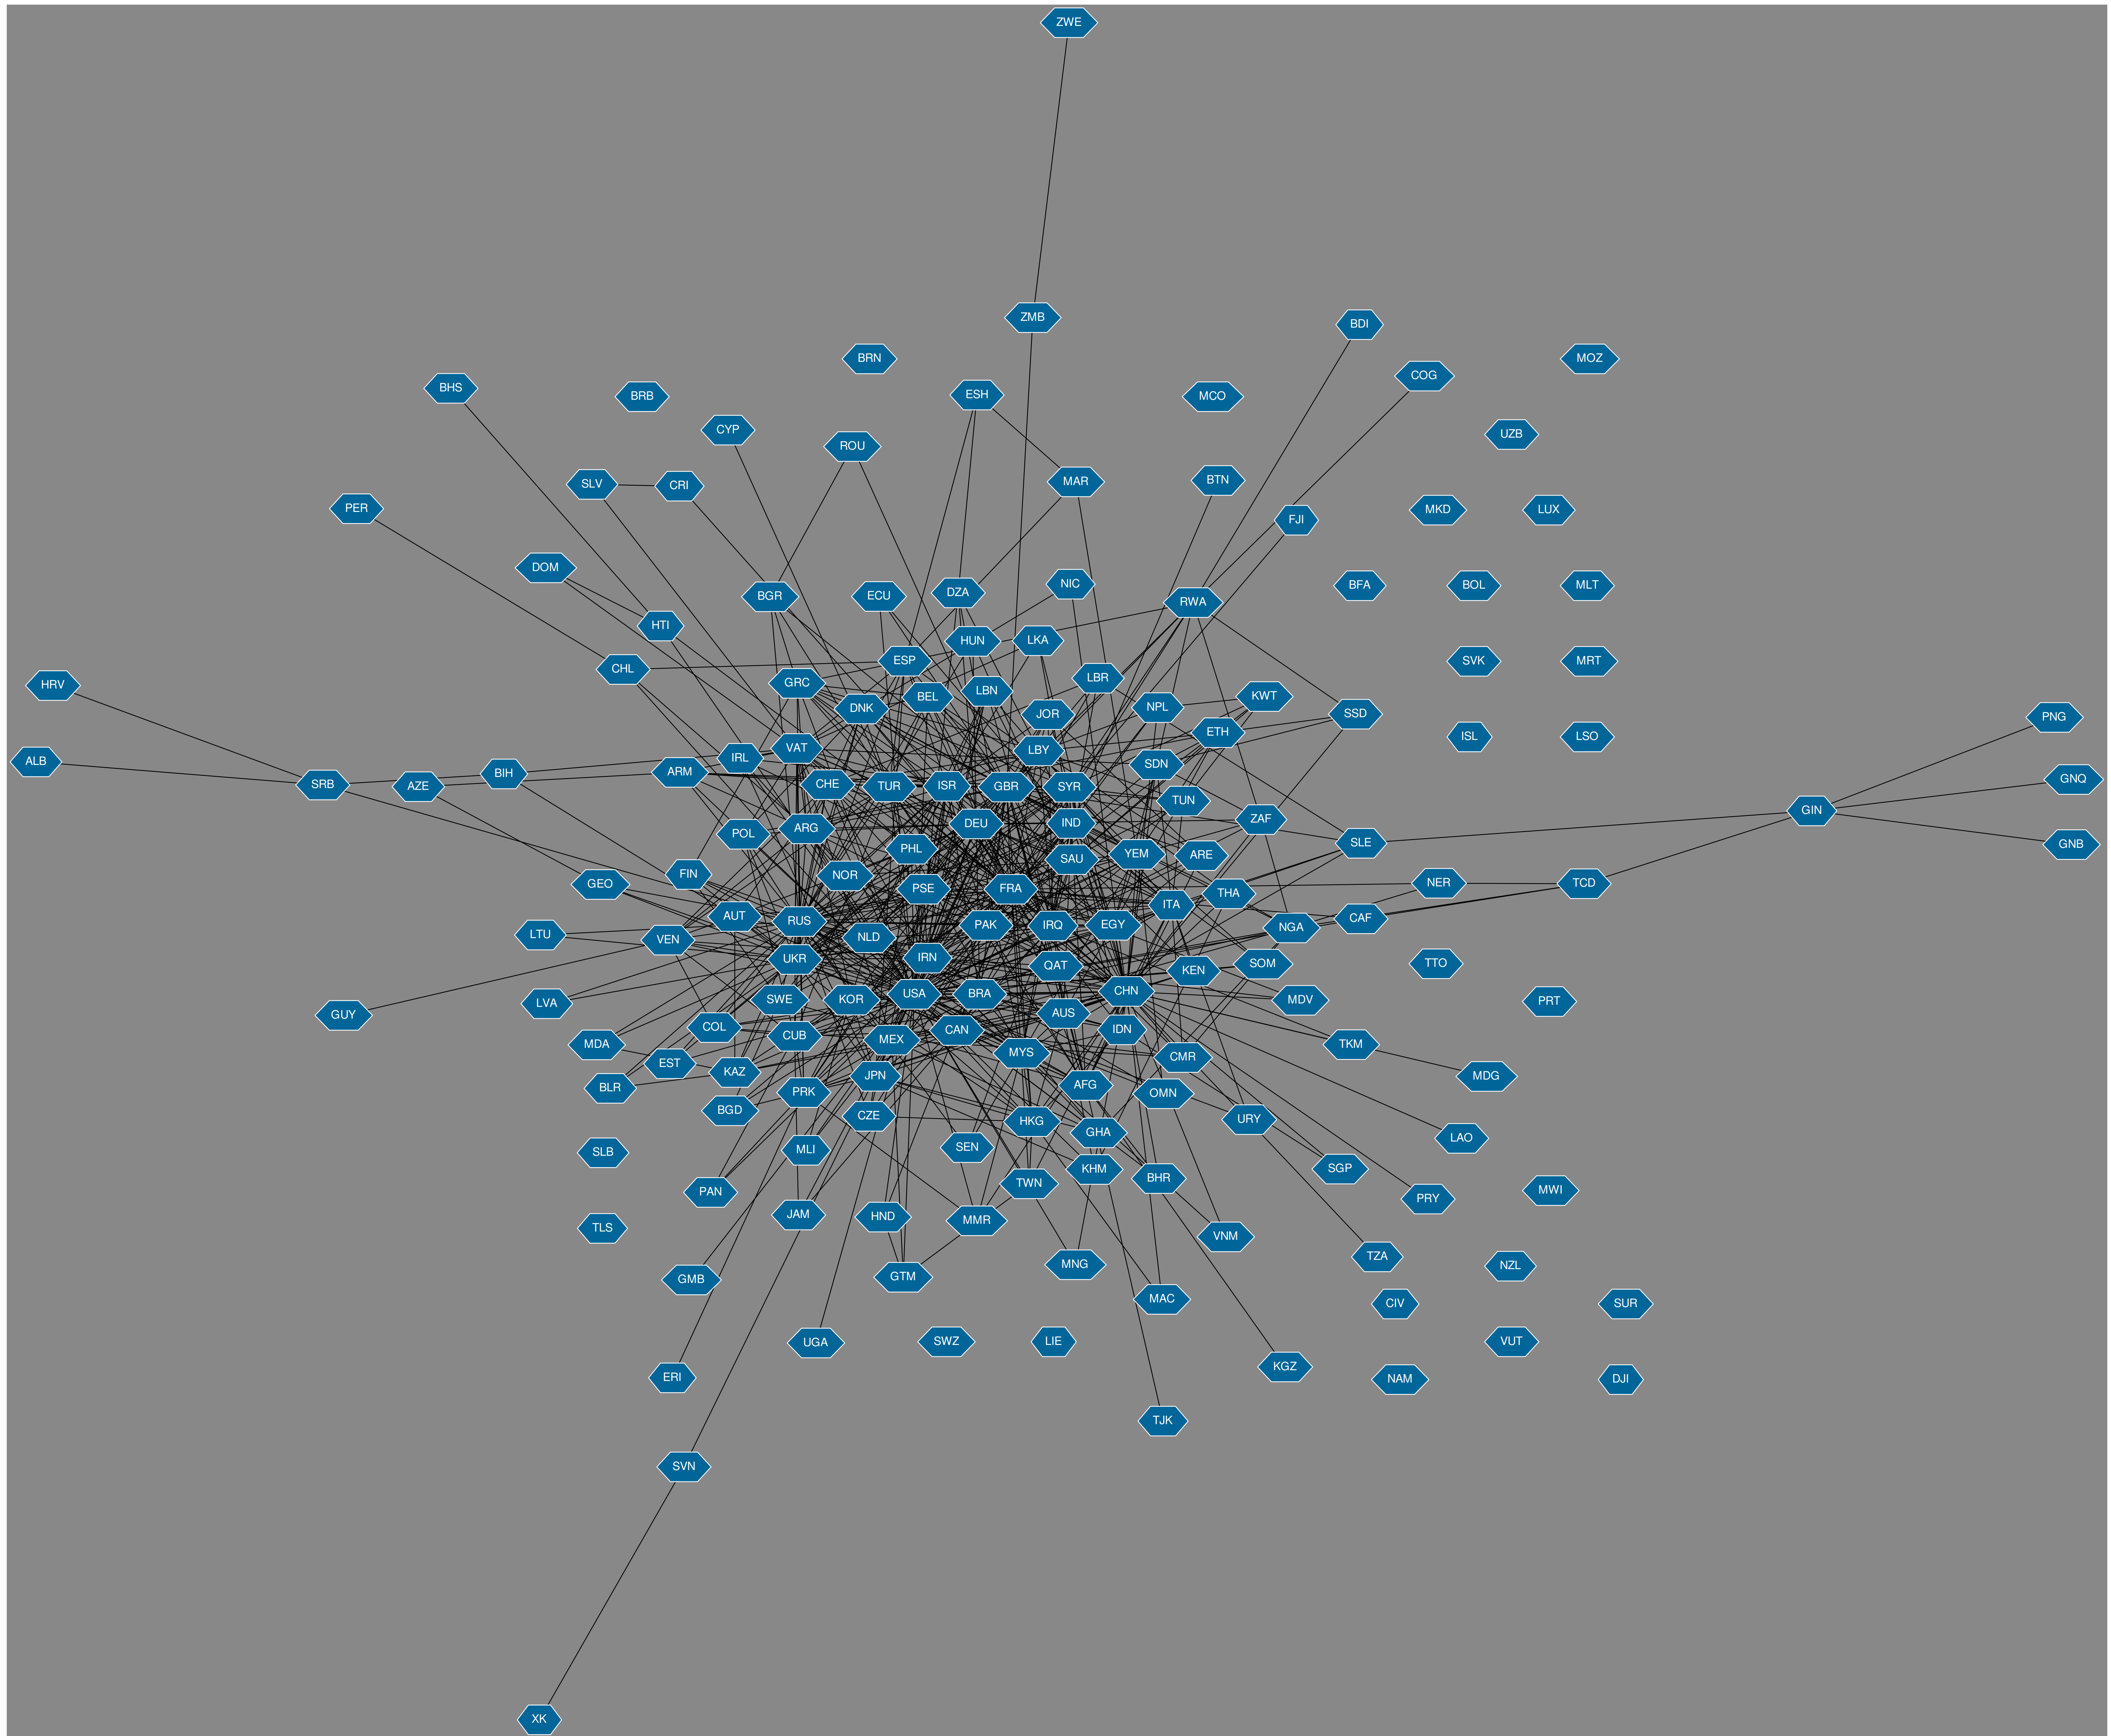 ZWE
ZMB
BDI
BRN
MOZ
COG
BHS
ESH
BRB
MCO
CYP
UZB
ROU
BTN
MAR
SLV
CRI
PER
MKD
LUX
FJI
DOM
NIC
BFA
BOL
MLT
DZA
BGR
ECU
RWA
HTI
HUN
LKA
ESP
SVK
MRT
CHL
LBR
GRC
HRV
LBN
KWT
BEL
NPL
DNK
JOR
SSD
PNG
ETH
ISL
LSO
VAT
LBY
IRL
ALB
SDN
ARM
BIH
GNQ
SRB
CHE
AZE
TUR
ISR
GBR
SYR
TUN
GIN
ZAF
DEU
IND
ARG
POL
SLE
GNB
PHL
YEM
ARE
SAU
FIN
NOR
GEO
NER
TCD
PSE
FRA
THA
ITA
AUT
CAF
RUS
PAK
IRQ
EGY
NGA
LTU
VEN
NLD
UKR
IRN
QAT
SOM
TTO
KEN
CHN
USA
BRA
SWE
KOR
MDV
PRT
LVA
GUY
AUS
COL
CAN
IDN
CUB
MEX
MDA
TKM
MYS
CMR
EST
KAZ
JPN
MDG
AFG
BLR
PRK
OMN
BGD
CZE
URY
HKG
GHA
LAO
SEN
MLI
SLB
KHM
SGP
BHR
TWN
MWI
PAN
PRY
JAM
HND
MMR
TLS
VNM
TZA
MNG
NZL
GTM
GMB
MAC
CIV
SUR
UGA
SWZ
LIE
VUT
KGZ
ERI
NAM
DJI
TJK
SVN
XK